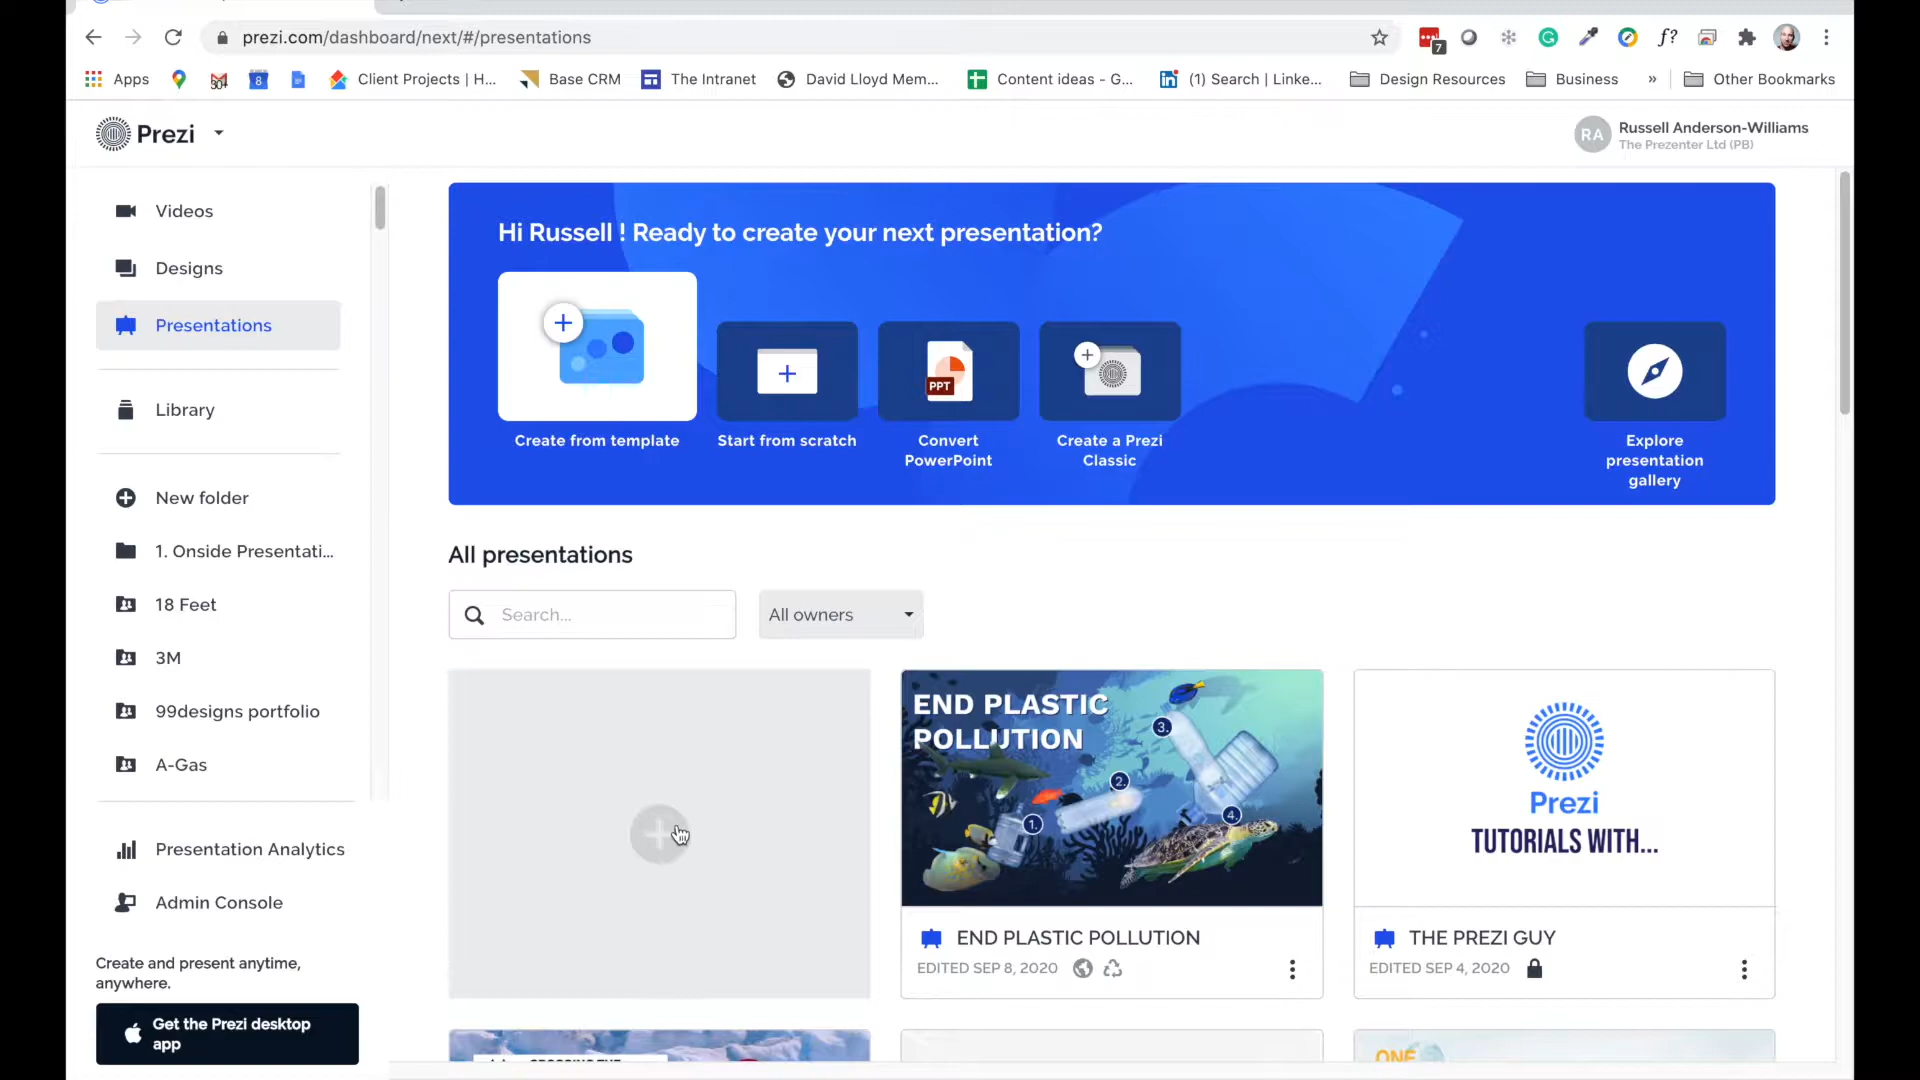 prezi.com/dashboard/next/#/presentations
7
f?
Apps
8
Client Projects | H...
Base CRM
The Intranet
David Lloyd Mem...
Content ideas - G...
(1) Search | Linke...
Design Resources
Business
»
Other Bookmarks
Prezi
RA
Russell Anderson-Williams
The Prezenter Ltd (PB)
Videos
Designs
Presentations
Library
New folder
1. Onside Presentati...
18 Feet
3M
99designs portfolio
A-Gas
Presentation Analytics
Admin Console
Create and present anytime,
anywhere.
Get the Prezi desktop
app
Hi Russell ! Ready to create your next presentation?
PPT
Create from template
Start from scratch
Convert
PowerPoint
Create a Prezi
Classic
Explore
presentation
gallery
All presentations
Search...
All owners
END PLASTIC
POLLUTION
1.
2.
3.
4.
END PLASTIC POLLUTION
EDITED SEP 8, 2020
Prezi
TUTORIALS WITH...
THE PREZI GUY
EDITED SEP 4, 2020
ONE